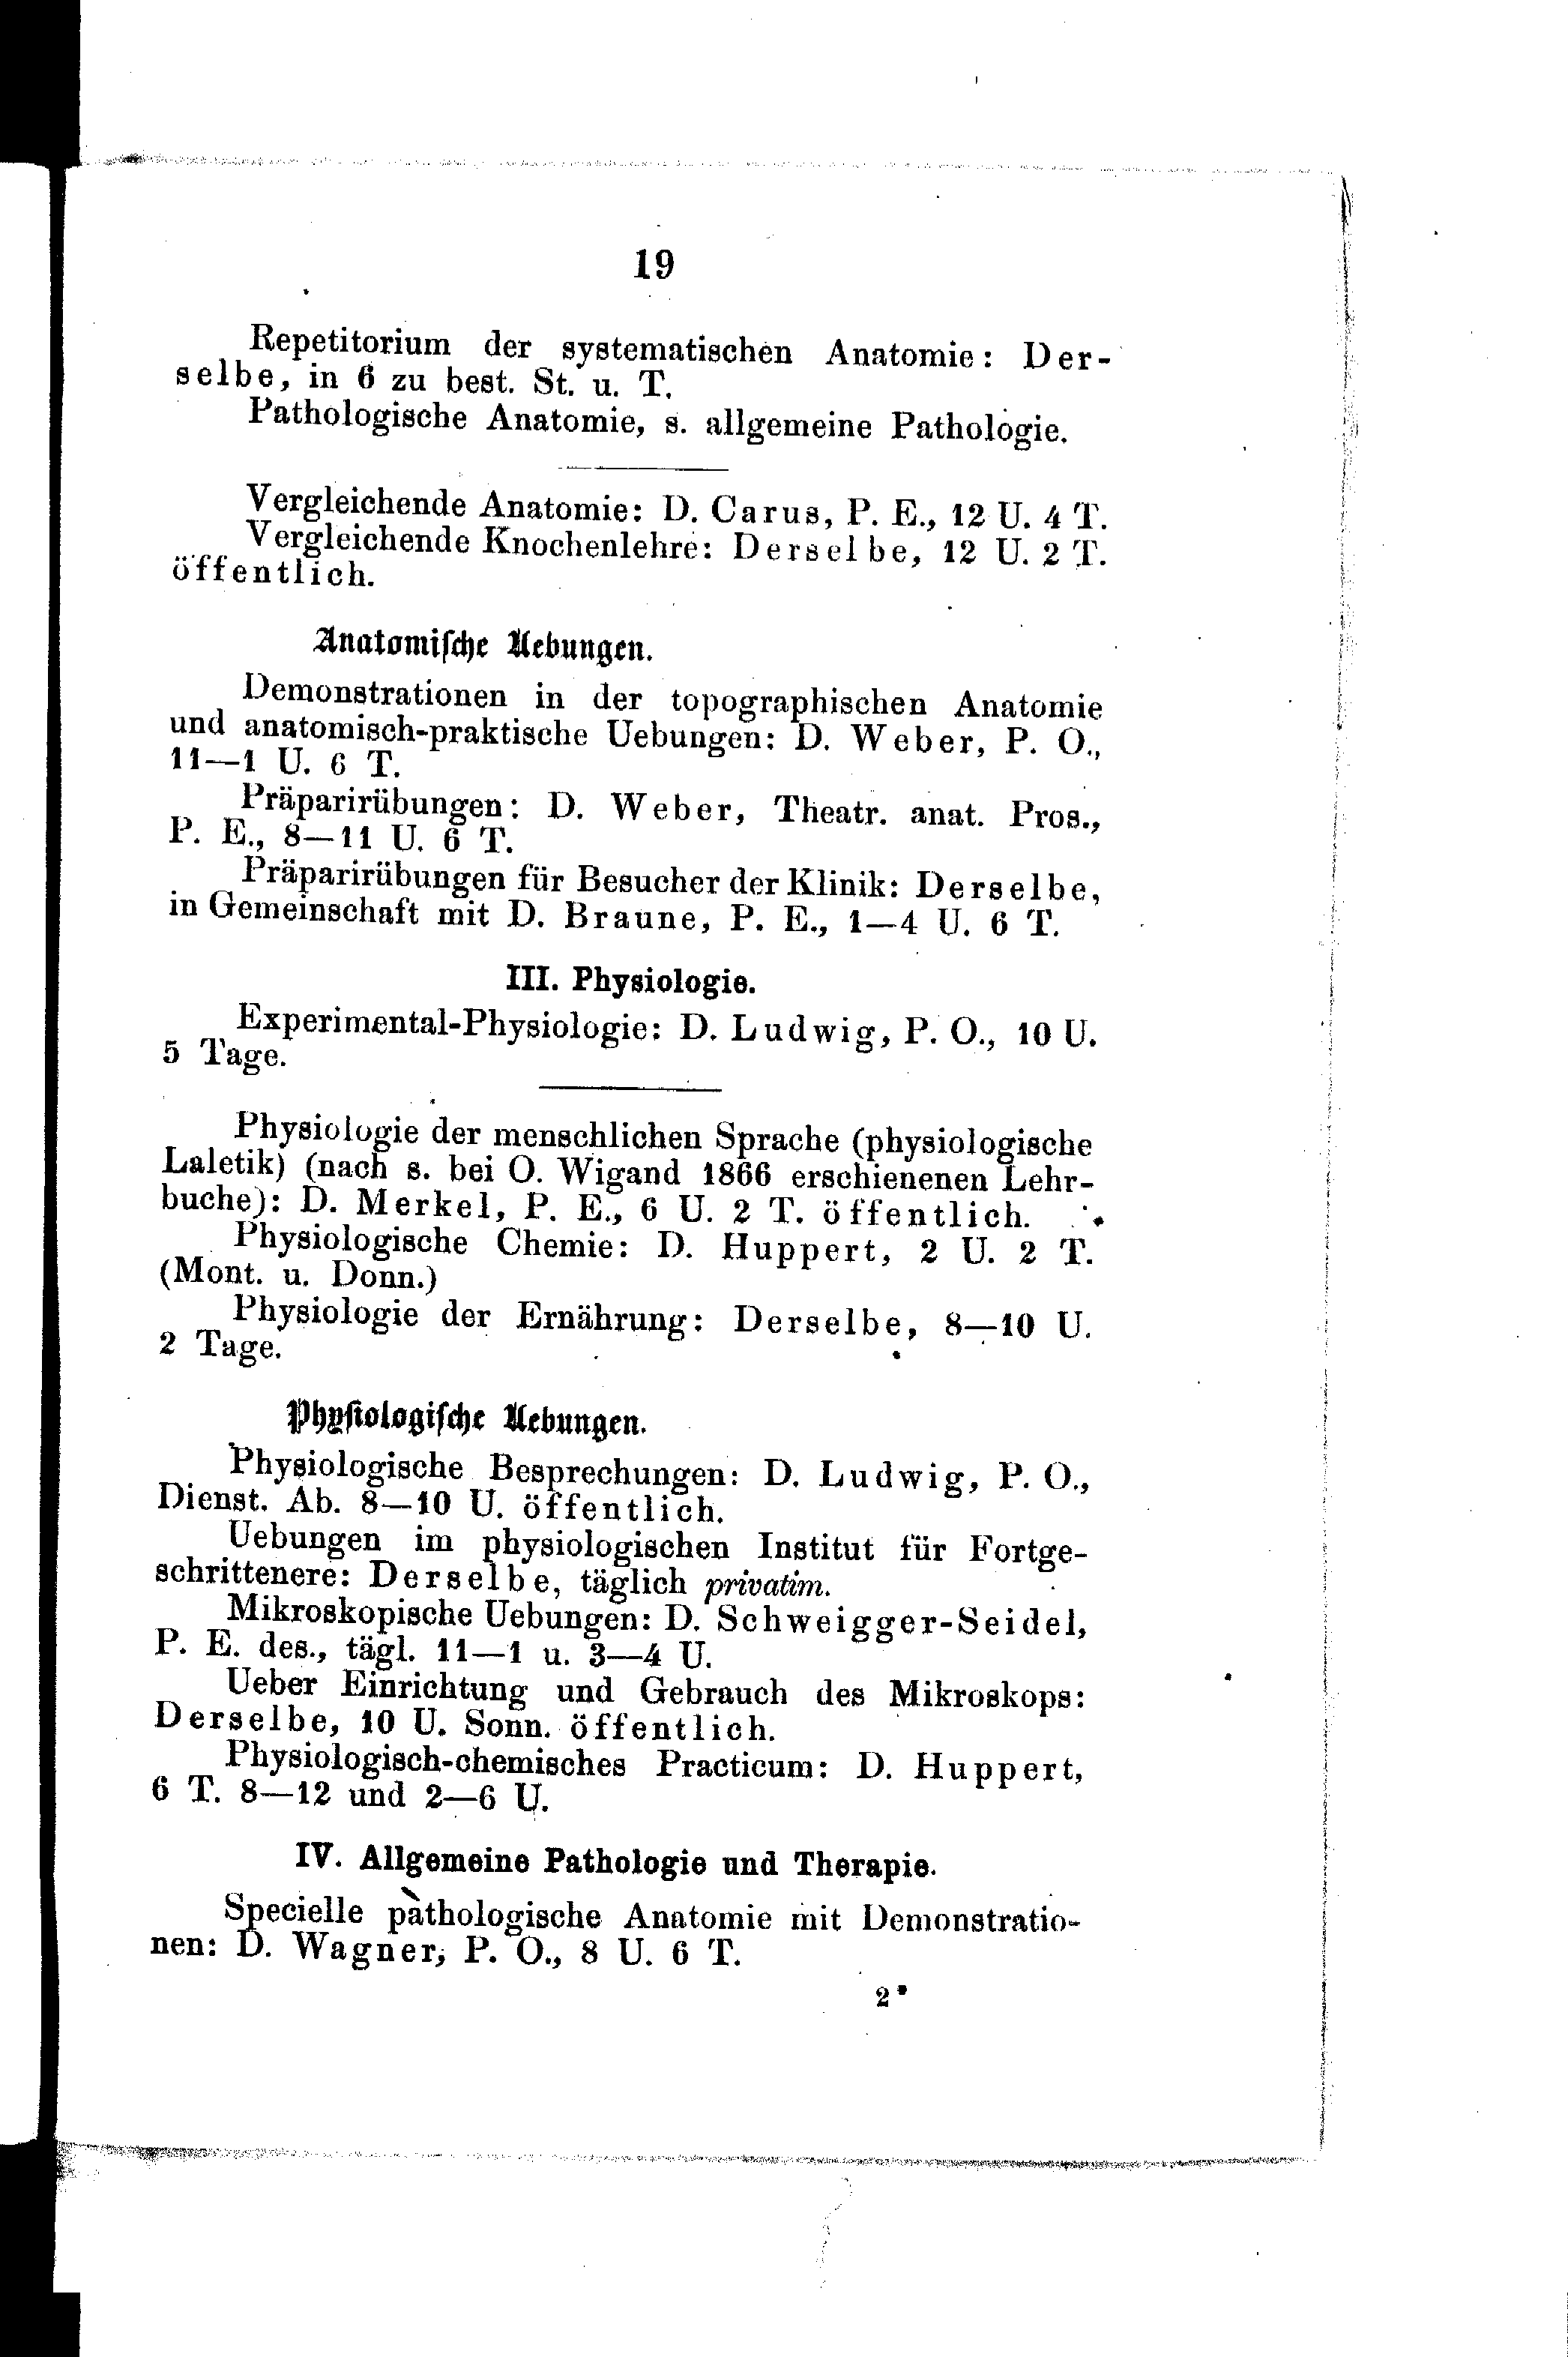 19
Repetitorium der systematischen Anatomie: Der-
selbe, in 6 zu best. St. u. T.
Pathologische Anatomie, s. allgemeine Pathologie.
Vergleichende Anatomie: D. Carus, P. E., 12 U. 4 T.
Vergleichende Knochenlehre: Derselbe, 12 U. 2 T.
öffentlich.
Anatomische Uebungen.
Demonstrationen in der topographischen Anatomie
und anatomisch-praktische Uebungen: D. Weber, P. O.,
11—1 U. 6 T.
Präparirübungen: D. Weber, Theatr. anat. Pros.,
P. E., 8—11 U. 6 T.
Präparirübungen für Besucher der Klinik: Derselbe,
in Gemeinschaft mit D. Braune, P. E., 1—4 U. 6 T.
III. Physiologie.
Experimental-Physiologie: D. Ludwig, P. O., 10 U.
5 Tage.
Physiologie der menschlichen Sprache (physiologische
Laletik) (nach s. bei O. Wigand 1866 erschienenen Lehr-
buche): D. Merkel, P. E., 6 U. 2 T. öffentlich.
Physiologische Chemie: D. Huppert, 2 U. 2 T.
(Mont. u. Donn.)
Physiologie der Ernährung: Derselbe, 8—10 U.
2 Tage.
Physiologische Uebungen.
Physiologische Besprechungen: D. Ludwig, P. O.,
Dienst. Ab. 8—10 U. öffentlich.
Uebungen im physiologischen Institut für Fortge-
schrittenere: Derselbe, täglich privatim.
Mikroskopische Uebungen: D. Schweigger-Seidel,
P. E. des., tägl. 11—1 u. 3—4 U.
Ueber Einrichtung und Gebrauch des Mikroskops:
Derselbe, 10 U. Sonn. öffentlich.
Physiologisch-chemisches Practicum: D. Huppert,
6 T. 8—12 und 2—6 U.
IV. Allgemeine Pathologie und Therapie.
Specielle pathologische Anatomie mit Demonstratio-
nen: D. Wagner, P. O., 8 U. 6 T.
2*